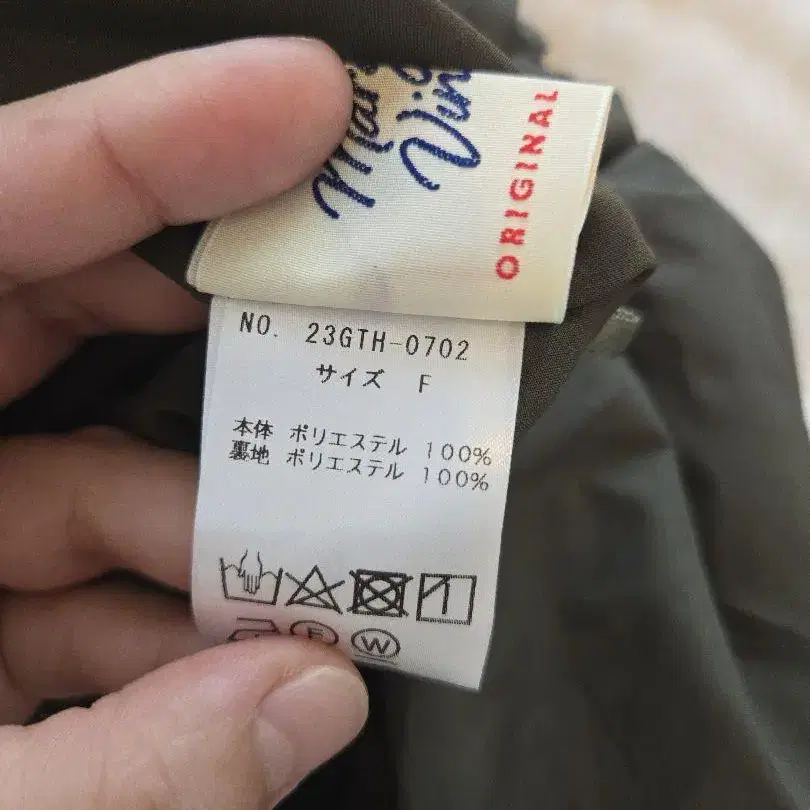 ORIGINAL
NO. 23GTH-0702
サイズ F
本体 ポリエステル 100%
裏地 ポリエステル 100%
F W